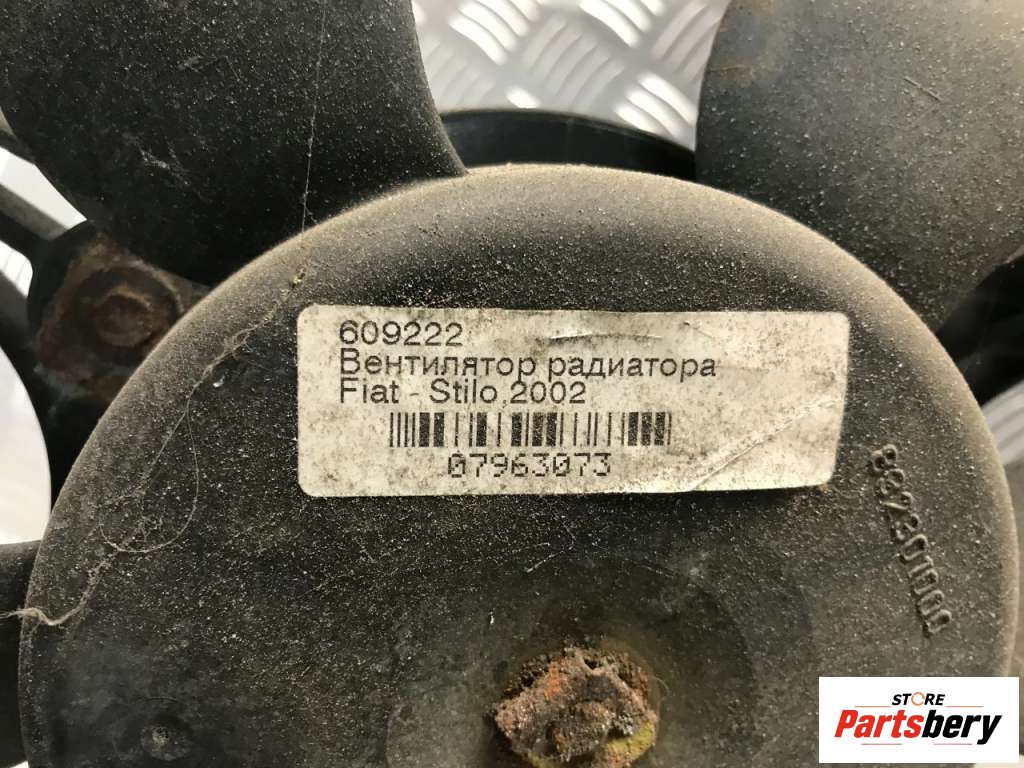 609222
Вентилятор радиатора
Fiat - Stilo,2002
07963073
STORE
Partsbery